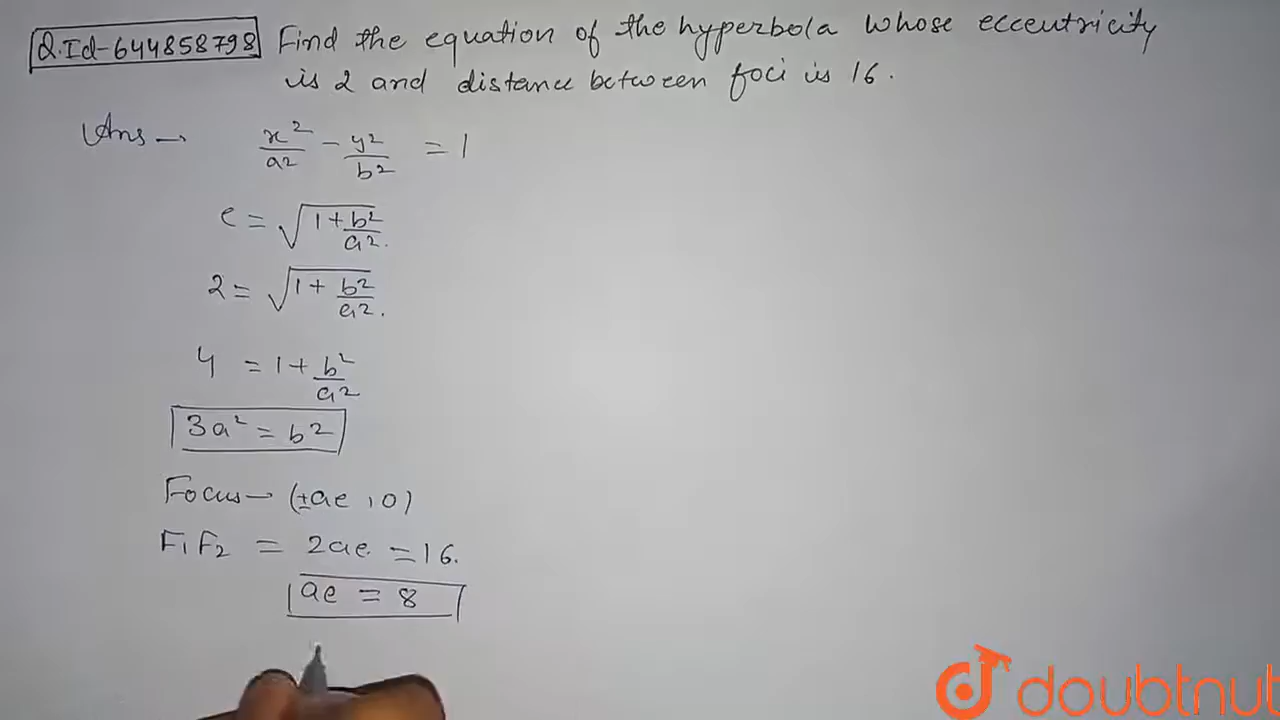 Q.Id-644858798 Find the equation of the hyperbola whose eccentricity
is 2 and distance between foci is 16.
Ans → x²/a² - y²/b² = 1
e = √(1+b²/a².)
2 = √(1+b²/a².)
4 = 1+b²/a²
3a² = b²
Focus → (±ae, 0)
F₁F₂ = 2ae = 16.
ae = 8
doubtnut